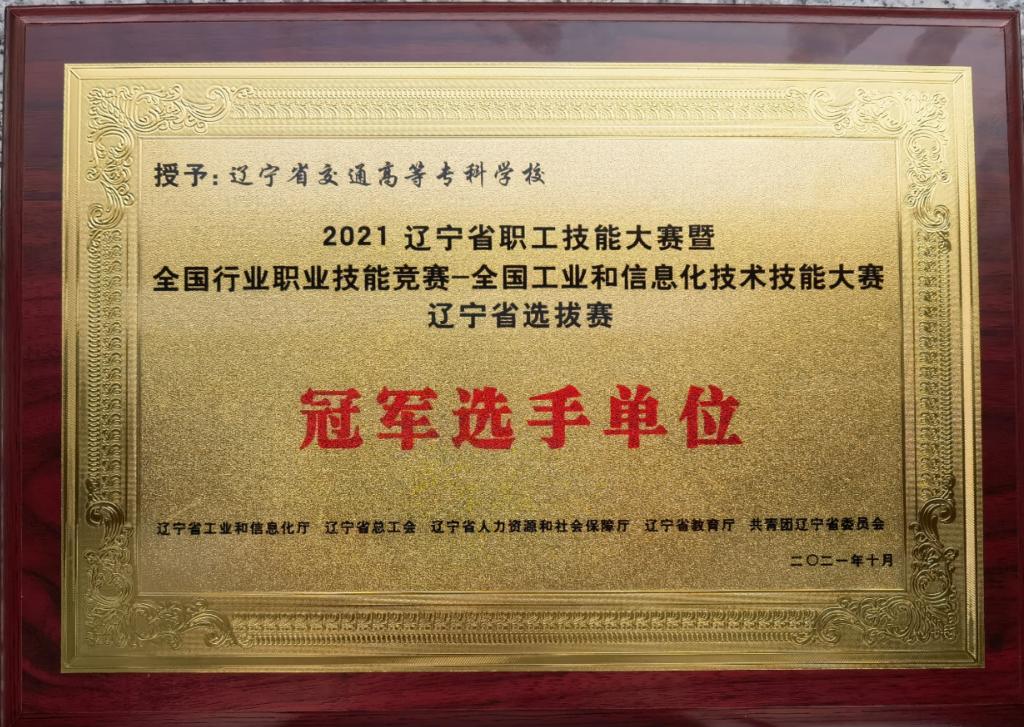 授予:辽宁省交通高等专科学校
2021 辽宁省职工技能大赛暨
全国行业职业技能竞赛–全国工业和信息化技术技能大赛
辽宁省选拔赛
冠军选手单位
辽宁省工业和信息化厅 辽宁省总工会 辽宁省人力资源和社会保障厅 辽宁省教育厅 共青团辽宁省委员会
二〇二一年十月